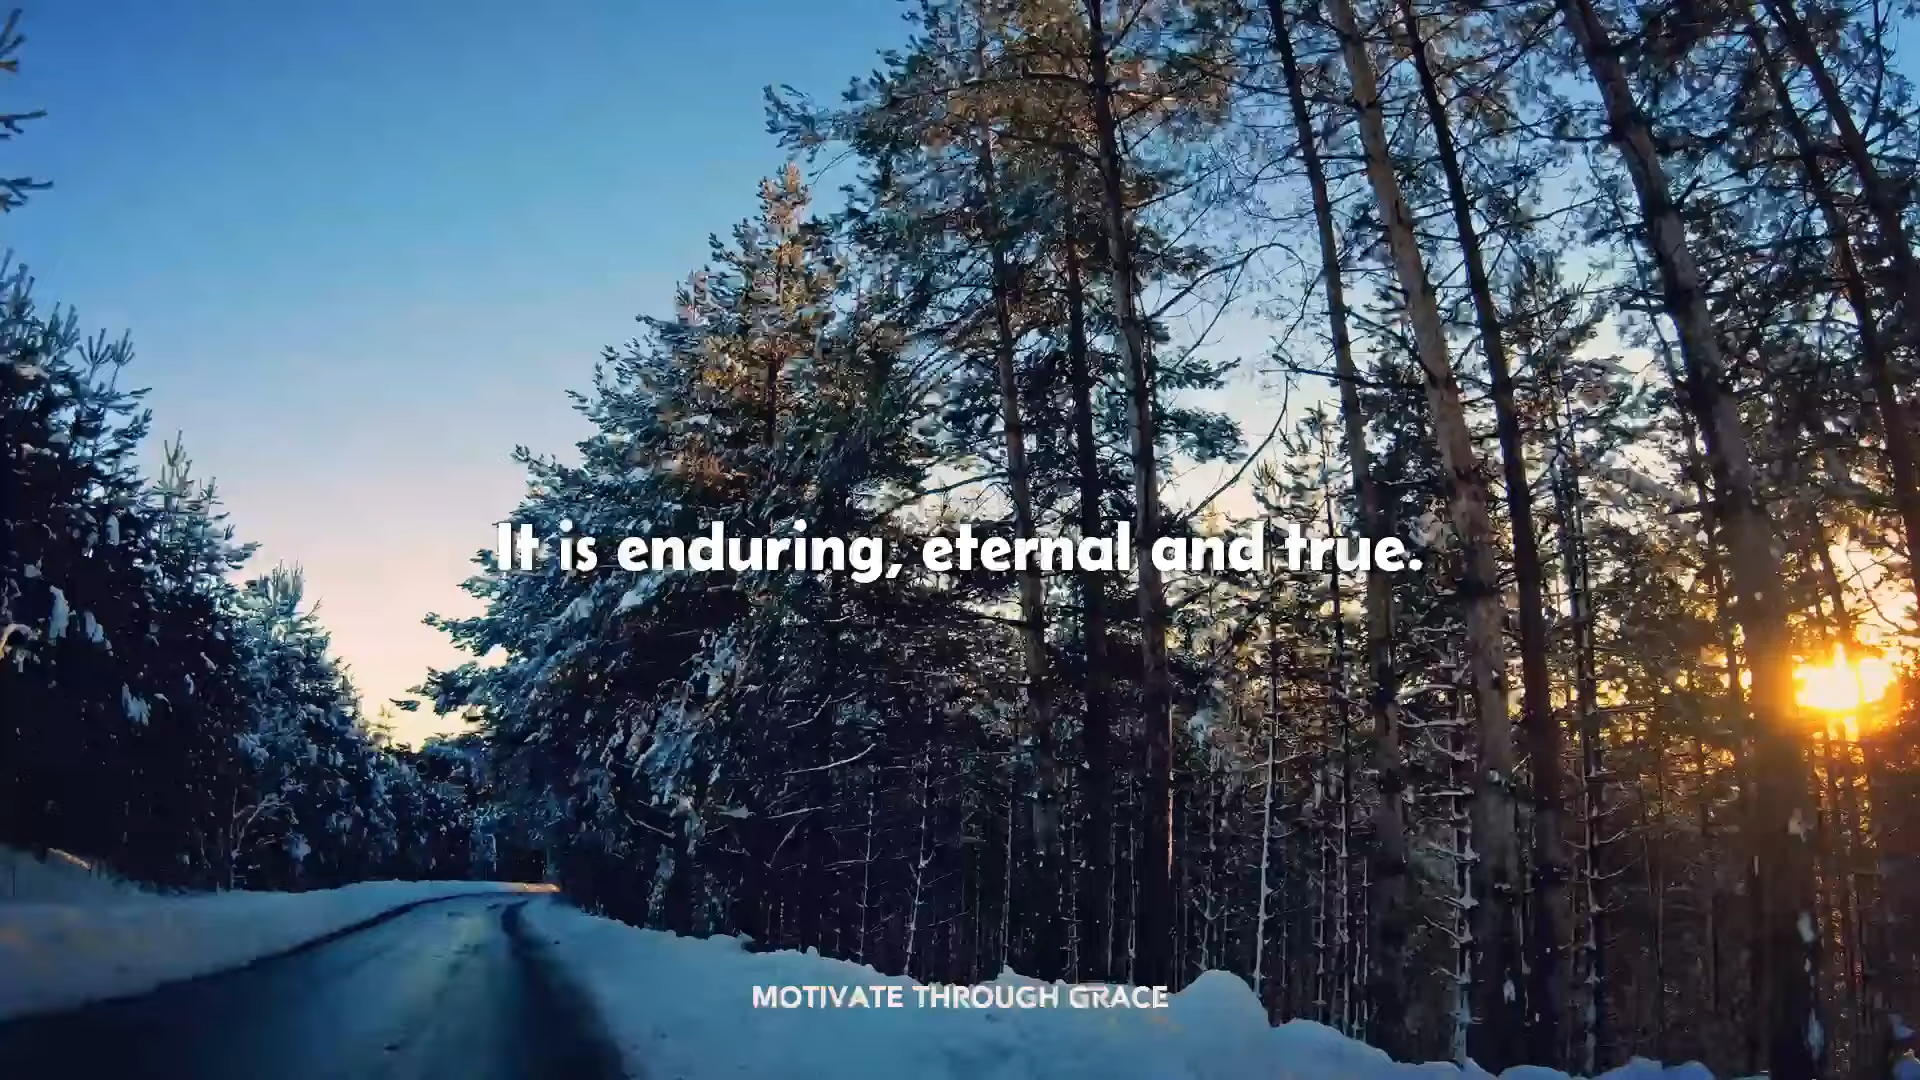 It is enduring, eternal and true.
MOTIVATE THROUGH GRACE